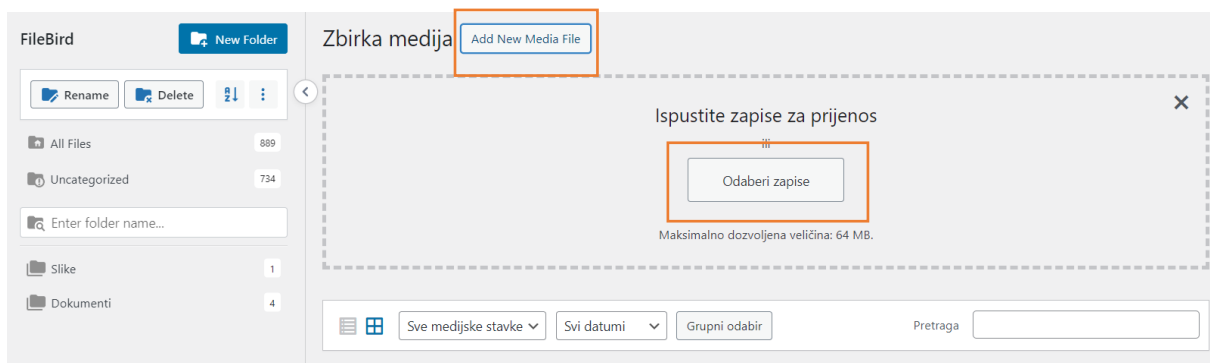 FileBird
New Folder
Rename
Delete
All Files 889
Uncategorized 734
Enter folder name...
Slike 1
Dokumenti 4
Zbirka medija Add New Media File
Ispustite zapise za prijenos
ili
Odaberi zapise
Maksimalno dozvoljena veličina: 64 MB.
Sve medijske stavke Svi datumi Grupni odabir Pretraga